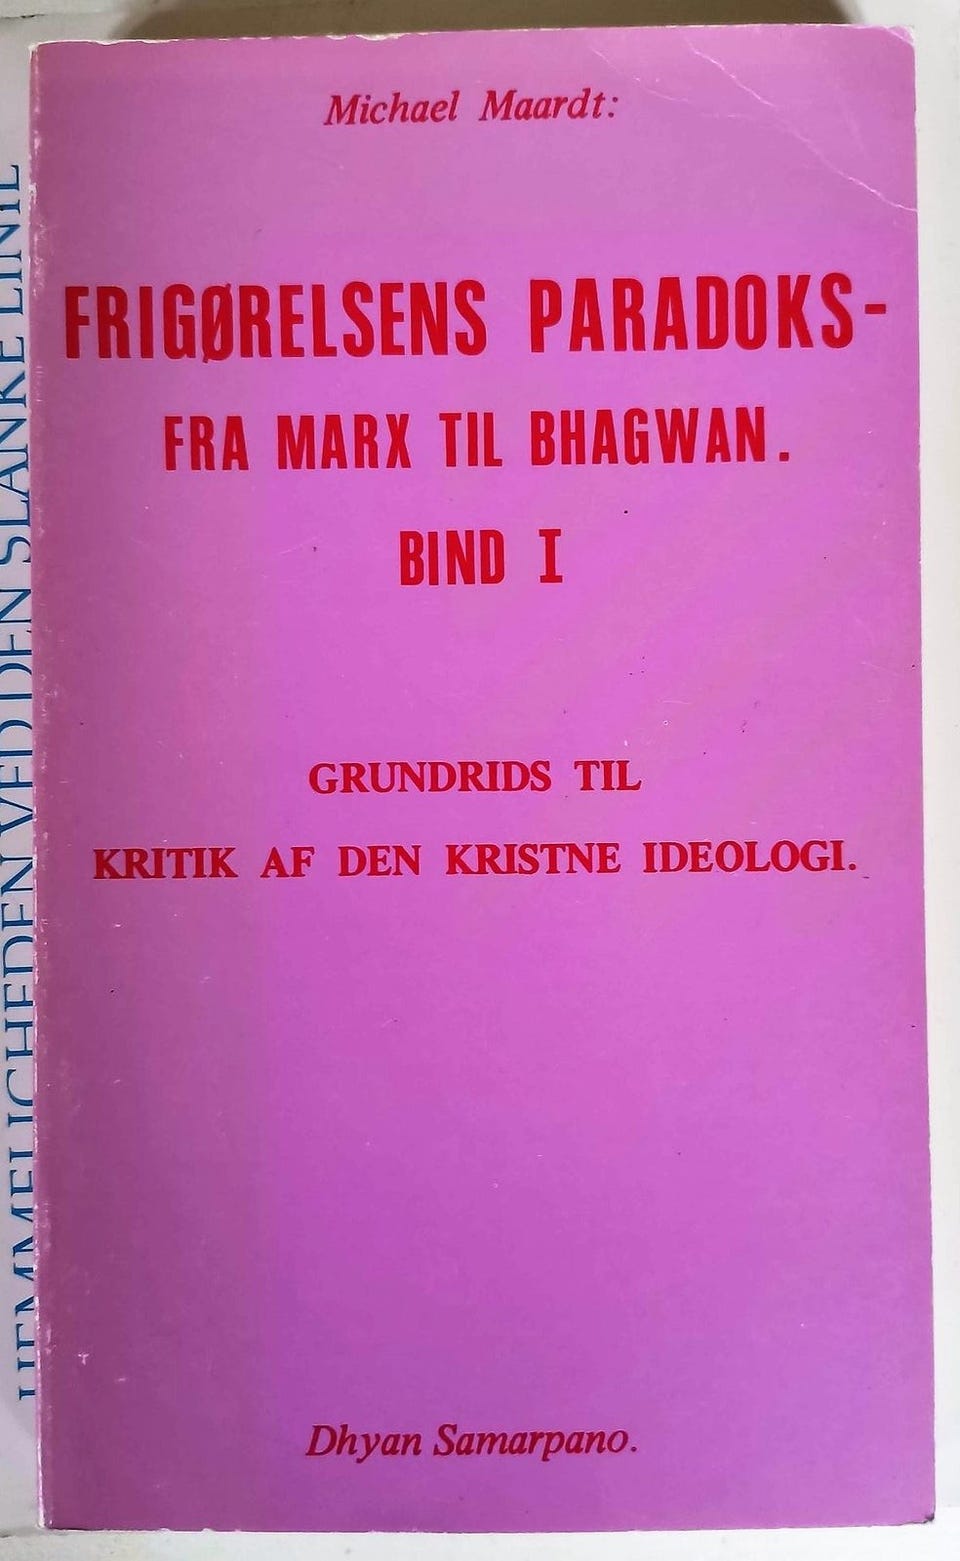 Michael Maardt:
FRIGØRELSENS PARADOKS-
FRA MARX TIL BHAGWAN.
BIND I
GRUNDRIDS TIL
KRITIK AF DEN KRISTNE IDEOLOGI.
Dhyan Samarpano.
HEMMELIGHEDEN VED DEN SLANKE LINIE